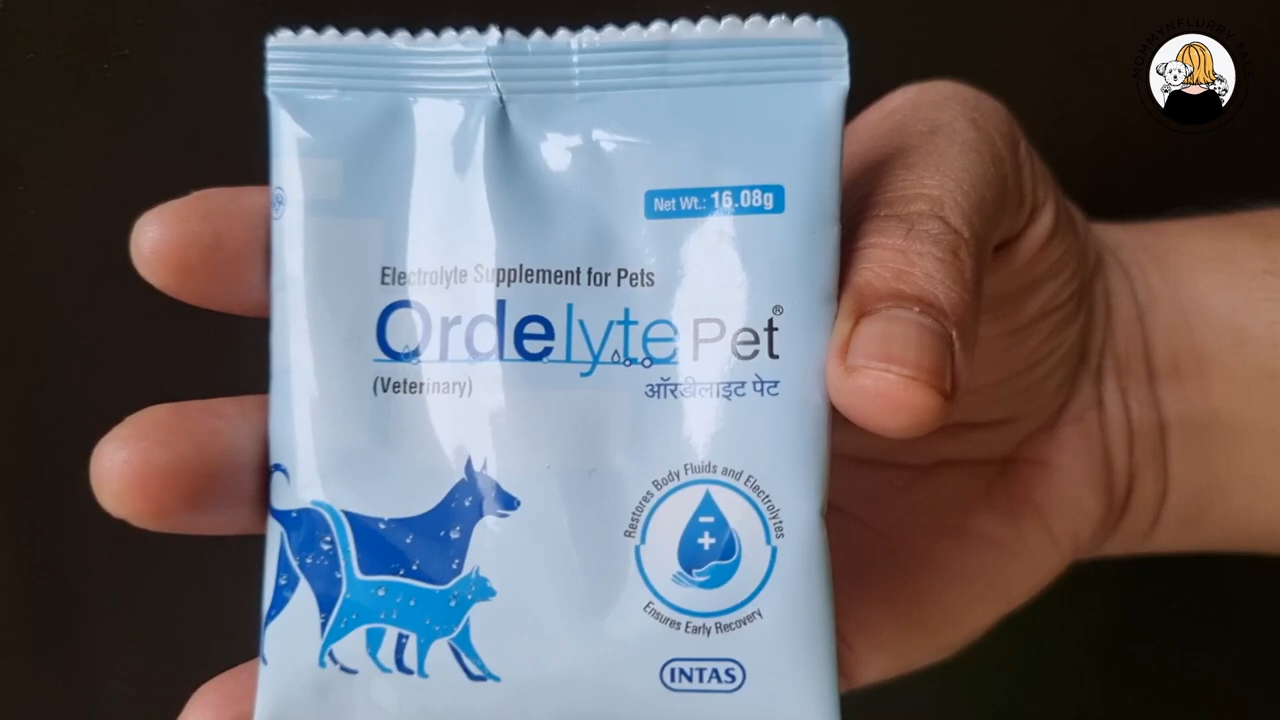 Net Wt.: 16.08g
Electrolyte Supplement for Pets
Ordelyte Pet®
(Veterinary)
ऑरडीलाइट पेट
Restores Body Fluids and Electrolytes
Ensures Early Recovery
INTAS
MOMMYNFLURRY